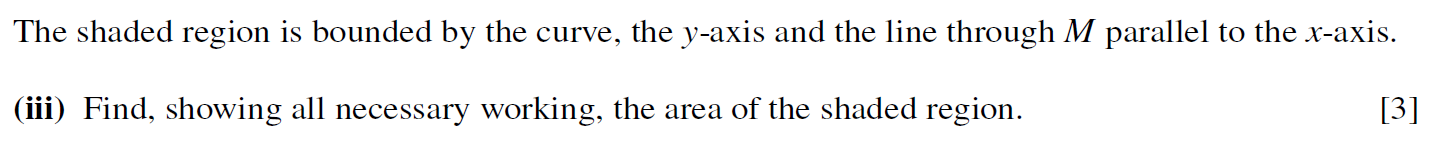 The shaded region is bounded by the curve, the y-axis and the line through M parallel to the x-axis.
(iii) Find, showing all necessary working, the area of the shaded region. [3]